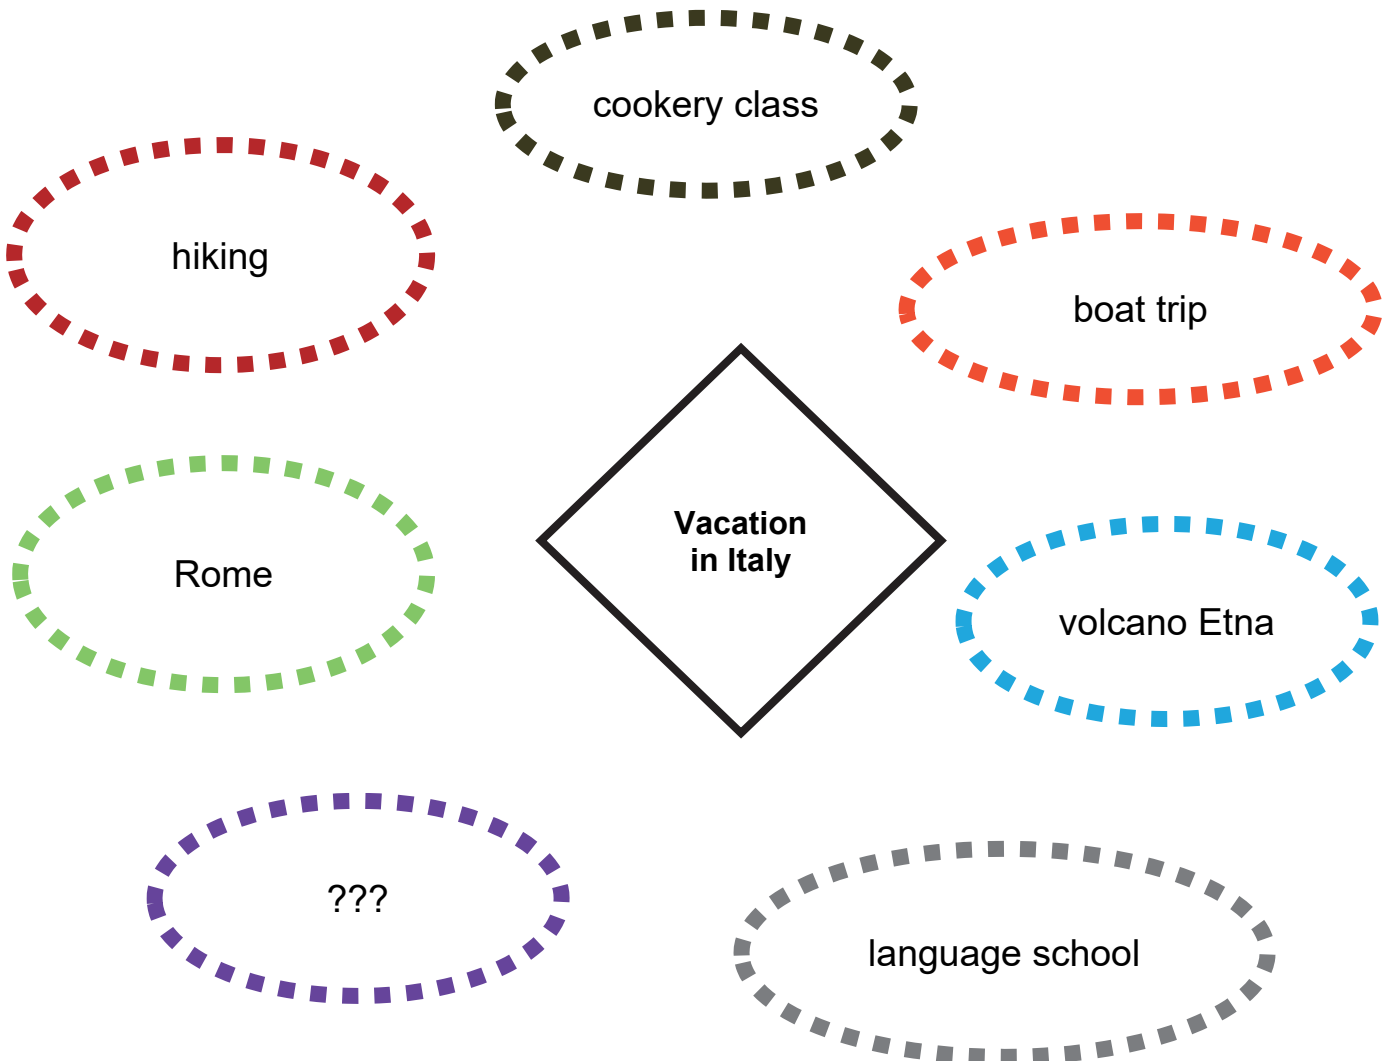 cookery class
hiking
boat trip
Vacation
in Italy
Rome
volcano Etna
???
language school